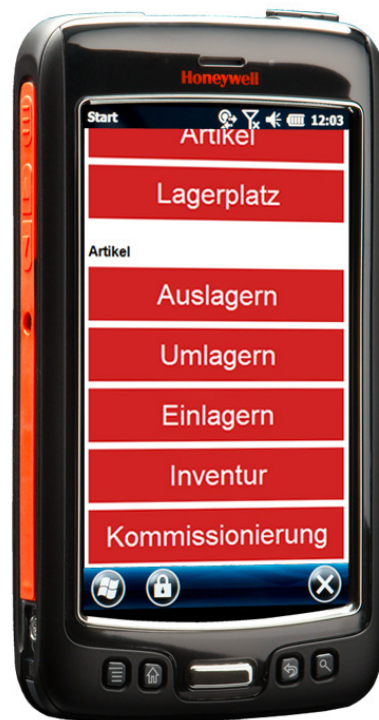 Honeywell
Start 12:03
Artikel
Lagerplatz
Artikel
Auslagern
Umlagern
Einlagern
Inventur
Kommissionierung